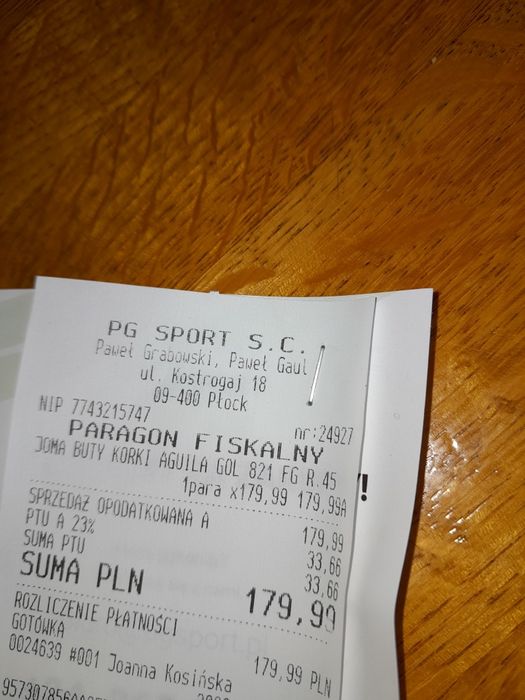 PG SPORT S.C.
Paweł Grabowski, Paweł Gaul
ul. Kostrogaj 18
09-400 Płock
NIP 7743215747 nr:24927
PARAGON FISKALNY
JOMA BUTY KORKI AGUILA GOL 821 FG R.45
1para x179,99 179,99A
!
SPRZEDAŻ OPODATKOWANA A 179,99
PTU A 23% 33,66
SUMA PTU 33,66
SUMA PLN 179,99
ROZLICZENIE PŁATNOŚCI
GOTÓWKA 179,99 PLN
0024639 #001 Joanna Kosińska